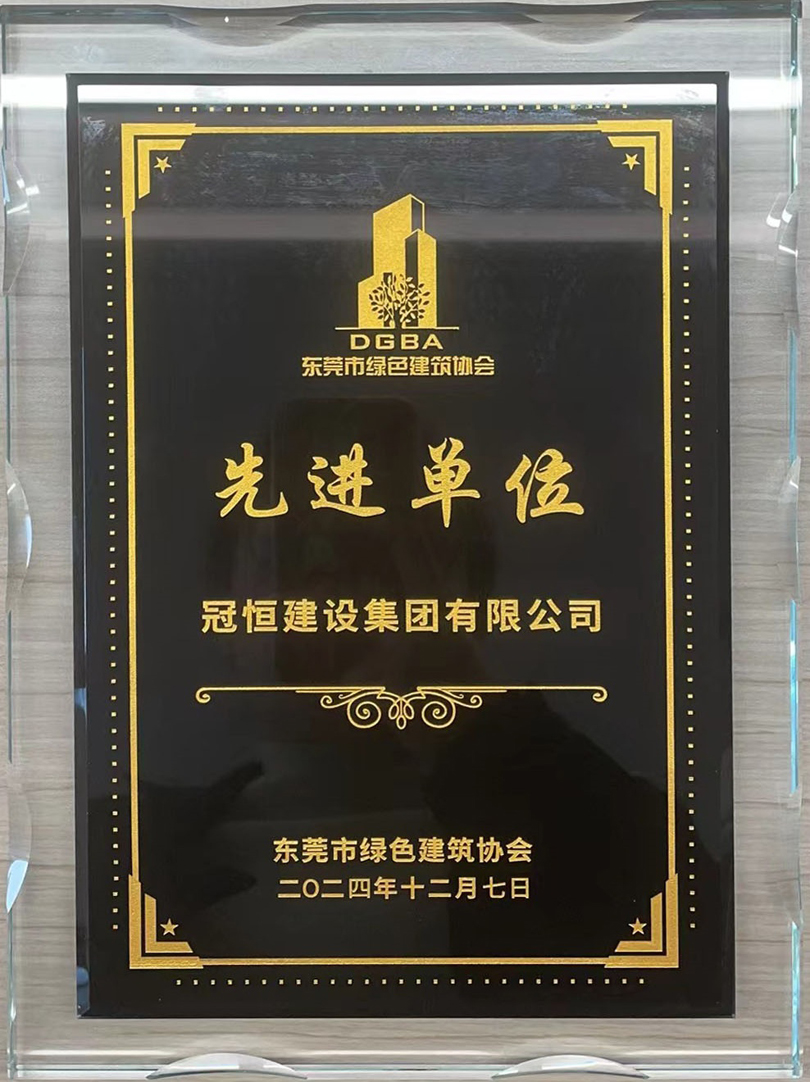 DGBA
东莞市绿色建筑协会
先进单位
冠恒建设集团有限公司
东莞市绿色建筑协会
二〇二四年十二月七日